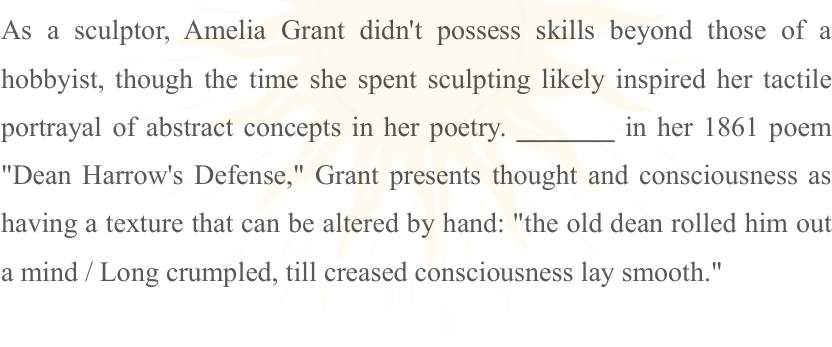 As a sculptor, Amelia Grant didn't possess skills beyond those of a
hobbyist, though the time she spent sculpting likely inspired her tactile
portrayal of abstract concepts in her poetry. _______ in her 1861 poem
"Dean Harrow's Defense," Grant presents thought and consciousness as
having a texture that can be altered by hand: "the old dean rolled him out
a mind / Long crumpled, till creased consciousness lay smooth."